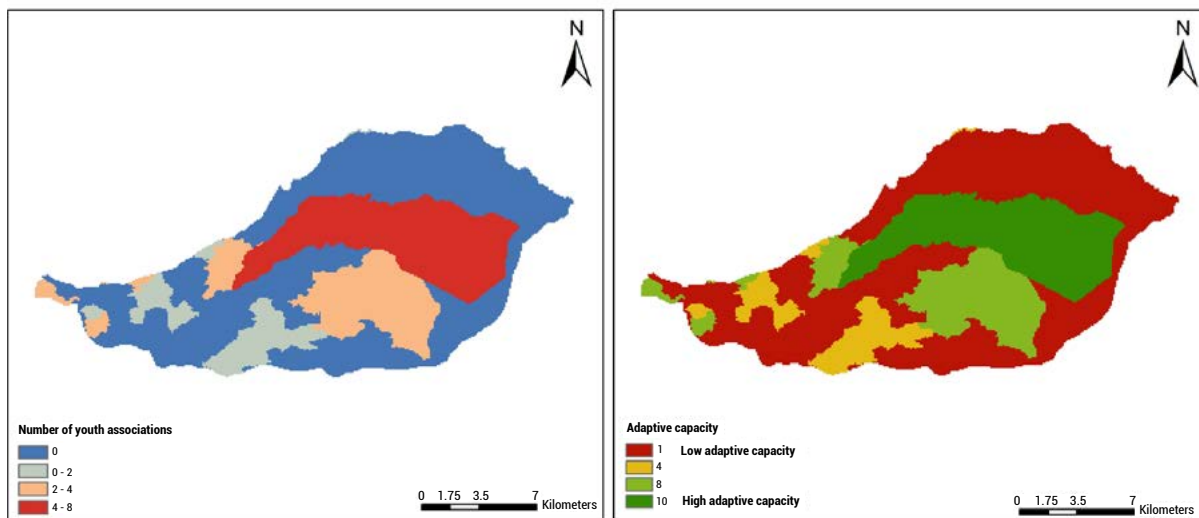 N
Number of youth associations
0
0 - 2
2 - 4
4 - 8
0 1.75 3.5 7
Kilometers
N
Adaptive capacity
1 Low adaptive capacity
4
8
10 High adaptive capacity
0 1.75 3.5 7
Kilometers